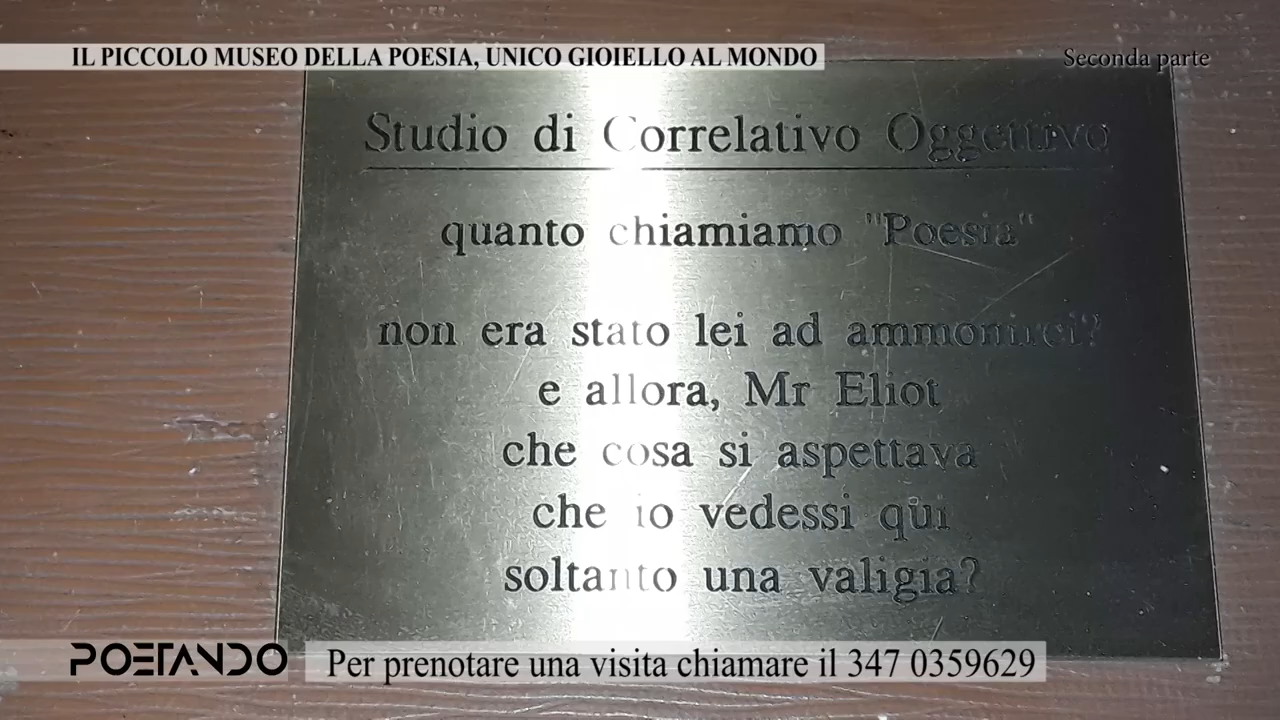 IL PICCOLO MUSEO DELLA POESIA, UNICO GIOIELLO AL MONDO
Seconda parte
Studio di Correlativo Oggettivo
quanto chiamiamo "Poesia"
non era stato lei ad ammonirci?
e allora, Mr Eliot
che cosa si aspettava
che io vedessi qui
soltanto una valigia?
POETANDO
Per prenotare una visita chiamare il 347 0359629